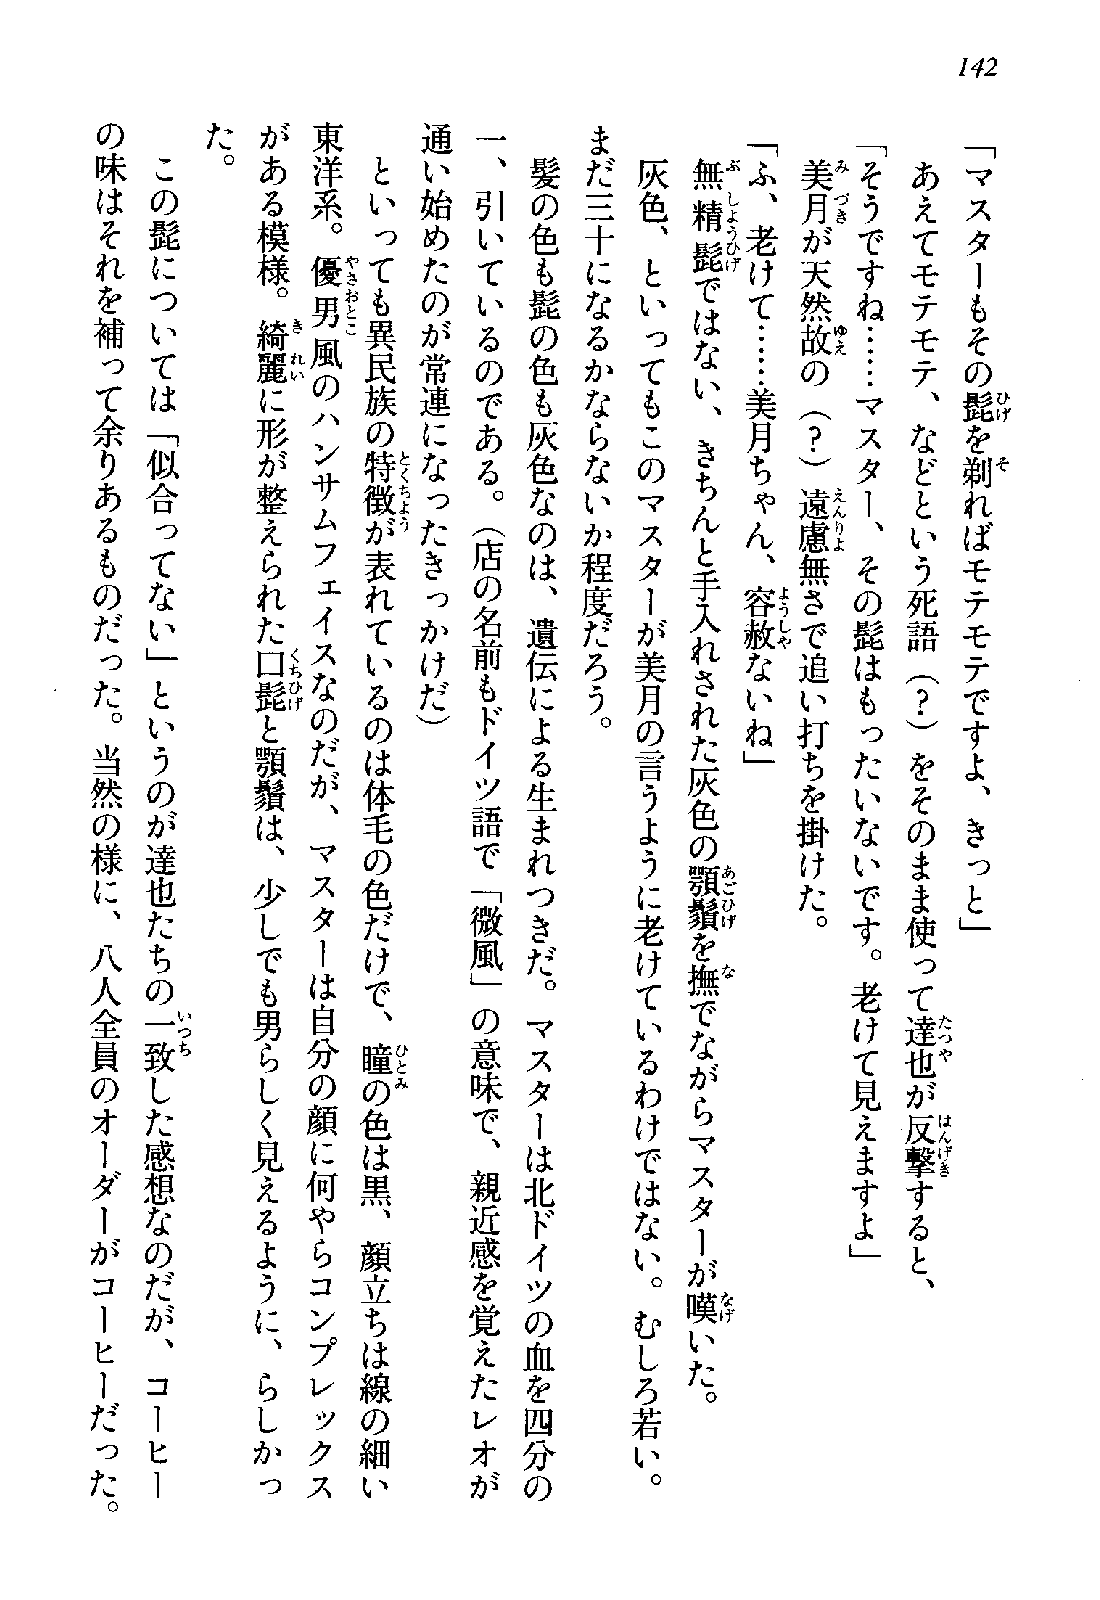 142
「マスターもその髭を剃ればモテモテですよ、きっと」
あえてモテモテ、などという死語（？）をそのまま使って達也が反撃すると、
「そうですね……マスター、その髭はもったいないです。老けて見えますよ」
美月が天然故の（？）遠慮無さで追い打ちを掛けた。
「ふ、老けて……美月ちゃん、容赦ないね」
無精髭ではない、きちんと手入れされた灰色の顎鬚を撫でながらマスターが嘆いた。
灰色、といってもこのマスターが美月の言うように老けているわけではない。むしろ若い。
まだ三十になるかならないか程度だろう。
髪の色も髭の色も灰色なのは、遺伝による生まれつきだ。マスターは北ドイツの血を四分の
一、引いているのである。（店の名前もドイツ語で「微風」の意味で、親近感を覚えたレオが
通い始めたのが常連になったきっかけだ）
といっても異民族の特徴が表れているのは体毛の色だけで、瞳の色は黒、顔立ちは線の細い
東洋系。優男風のハンサムフェイスなのだが、マスターは自分の顔に何やらコンプレックス
がある模様。綺麗に形が整えられた口髭と顎鬚は、少しでも男らしく見えるように、らしかっ
た。
この髭については「似合ってない」というのが達也たちの一致した感想なのだが、コーヒー
の味はそれを補って余りあるものだった。当然の様に、八人全員のオーダーがコーヒーだった。